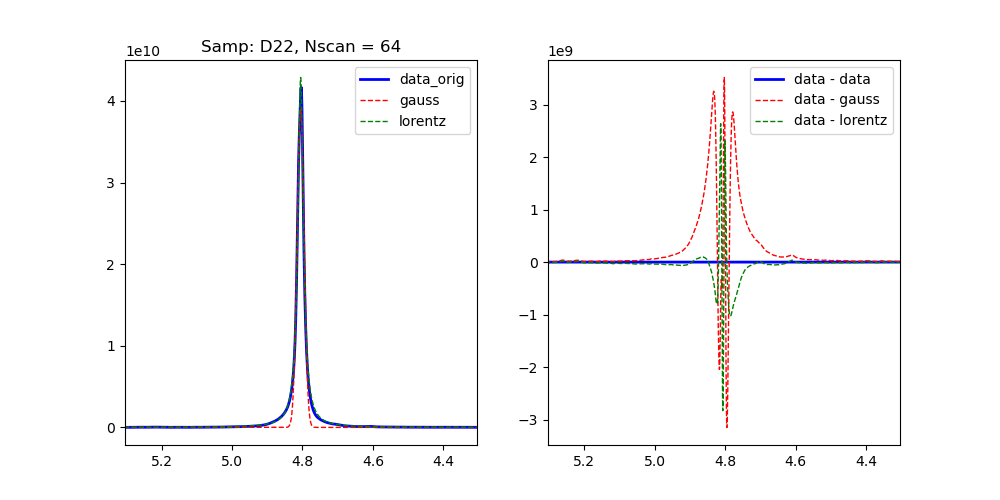 Samp: D22, Nscan = 64
1e10
4
3
2
1
0
5.2 5.0 4.8 4.6 4.4
data_orig
gauss
lorentz
1e9
3
2
1
0
−1
−2
−3
5.2 5.0 4.8 4.6 4.4
data - data
data - gauss
data - lorentz